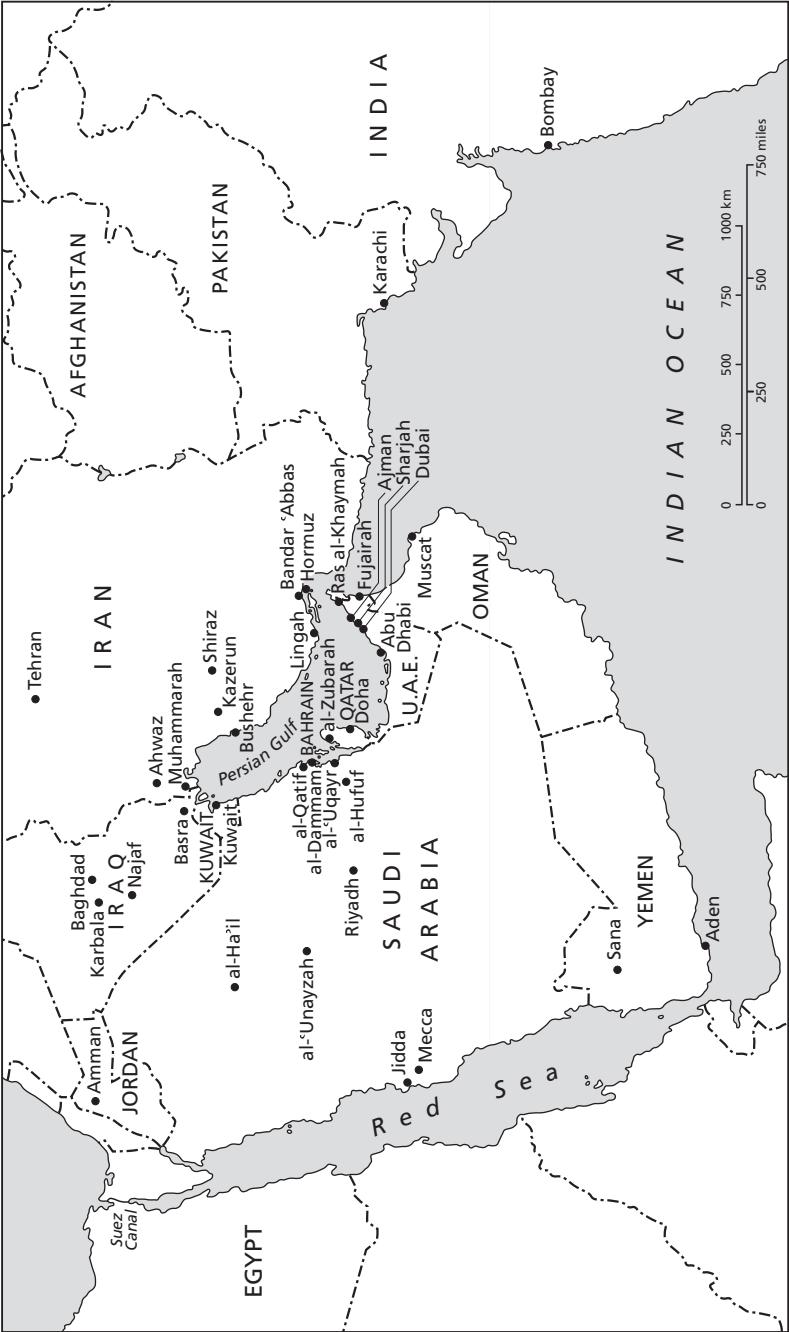 Tehran
IRAN
AFGHANISTAN
PAKISTAN
INDIA
Baghdad
Karbala
IRAQ
Najaf
Amman
JORDAN
Suez
Canal
EGYPT
Ahwaz
Muhammarah
Basra
KUWAIT
Kuwait
Shiraz
Kazerun
Bushehr
Persian Gulf
Bandar ʿAbbas
Hormuz
Lingah
Ras al-Khaymah
Fujairah
Ajman
Sharjah
Dubai
Abu
Dhabi
U.A.E.
BAHRAIN
al-Zubarah
QATAR
Doha
al-Qatif
al-Dammam
al-ʿUqayr
al-Hufuf
Riyadh
al-Ha’il
al-ʿUnayzah
SAUDI
ARABIA
Jidda
Mecca
Red Sea
Muscat
OMAN
Karachi
Bombay
Sana
YEMEN
Aden
INDIAN OCEAN
0 250 500 750 1000 km
0 250 500 750 miles